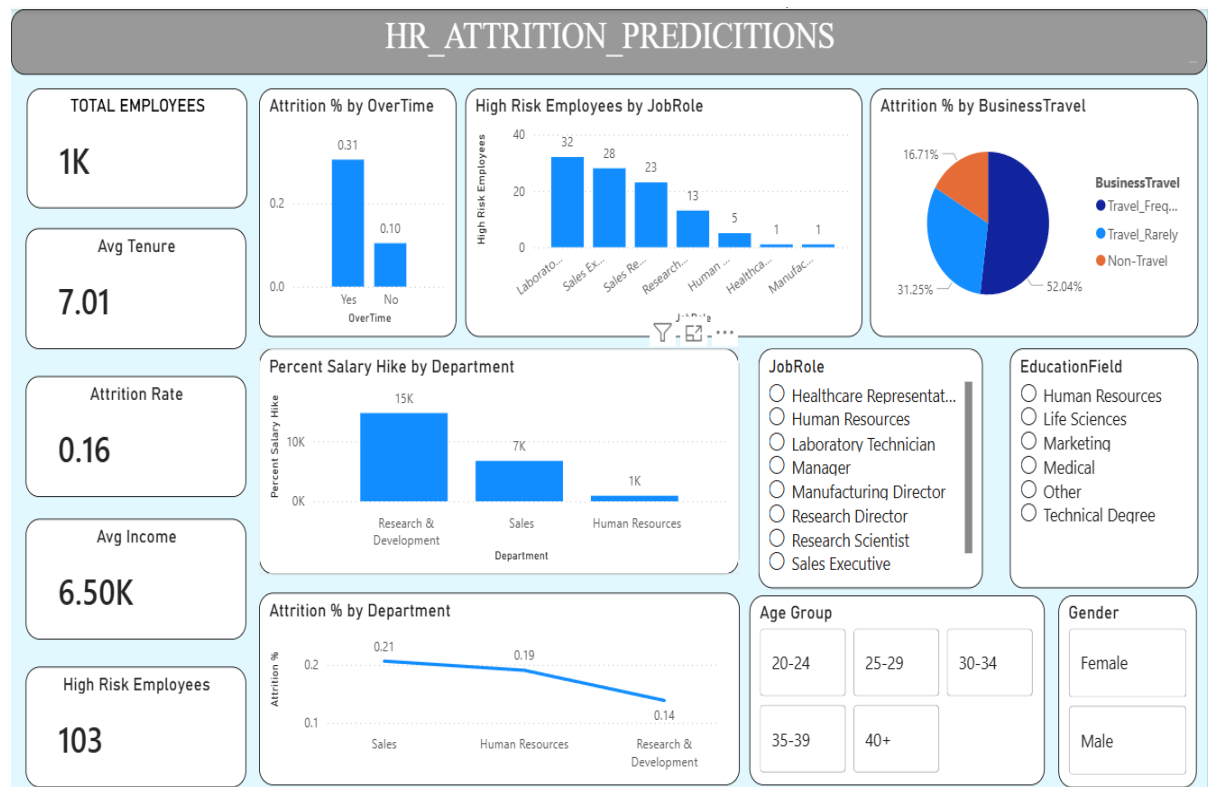 HR_ATTRITION_PREDICITIONS
TOTAL EMPLOYEES
1K
Avg Tenure
7.01
Attrition Rate
0.16
Avg Income
6.50K
High Risk Employees
103
Attrition % by OverTime
0.31
0.2
0.10
0.0
Yes No
OverTime
High Risk Employees by JobRole
High Risk Employees
40
32
28
23
20
13
5
1
1
0
Laborato...
Sales Ex...
Sales Re...
Research...
Human ...
Healthca...
Manufac...
Attrition % by BusinessTravel
16.71%
31.25%
52.04%
BusinessTravel
Travel_Freq...
Travel_Rarely
Non-Travel
Percent Salary Hike by Department
Percent Salary Hike
15K
10K
7K
1K
0K
Research &
Development
Sales
Human Resources
Department
JobRole
Healthcare Representat...
Human Resources
Laboratory Technician
Manager
Manufacturing Director
Research Director
Research Scientist
Sales Executive
EducationField
Human Resources
Life Sciences
Marketing
Medical
Other
Technical Degree
Attrition % by Department
Attrition %
0.21
0.2
0.19
0.14
0.1
Sales
Human Resources
Research &
Development
Age Group
20-24
25-29
30-34
35-39
40+
Gender
Female
Male